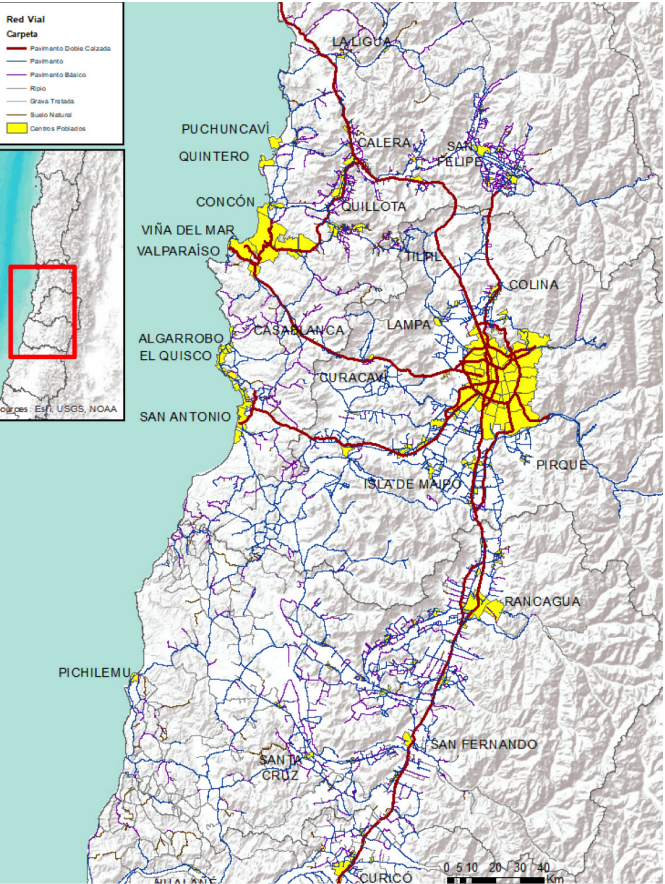 Red Vial
Carpeta
Pavimento Doble Calzada
Pavimento
Pavimento Básico
Ripio
Grava Tratada
Suelo Natural
Centros Poblados
LA LIGUA
PUCHUNCAVÍ
CALERA
SAN
FELIPE
QUINTERO
CONCÓN
QUILLOTA
VIÑA DEL MAR
VALPARAÍSO
TILTIL
COLINA
LAMPA
CASABLANCA
ALGARROBO
EL QUISCO
CURACAVÍ
ources: Esri, USGS, NOAA
SAN ANTONIO
PIRQUE
ISLA DE MAIPO
RANCAGUA
PICHILEMU
SAN FERNANDO
SANTA
CRUZ
HUALAÑÉ
CURICÓ
0 5 10 20 30 40
Km